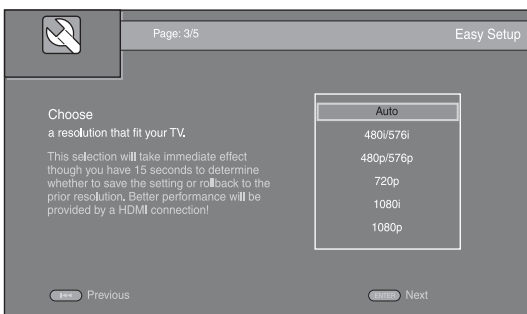 Page: 3/5
Easy Setup
Choose
a resolution that fit your TV.
This selection will take immediate effect
though you have 15 seconds to determine
whether to save the setting or rollback to the
prior resolution. Better performance will be
provided by a HDMI connection!
Auto
480i/576i
480p/576p
720p
1080i
1080p
Previous
ENTER Next